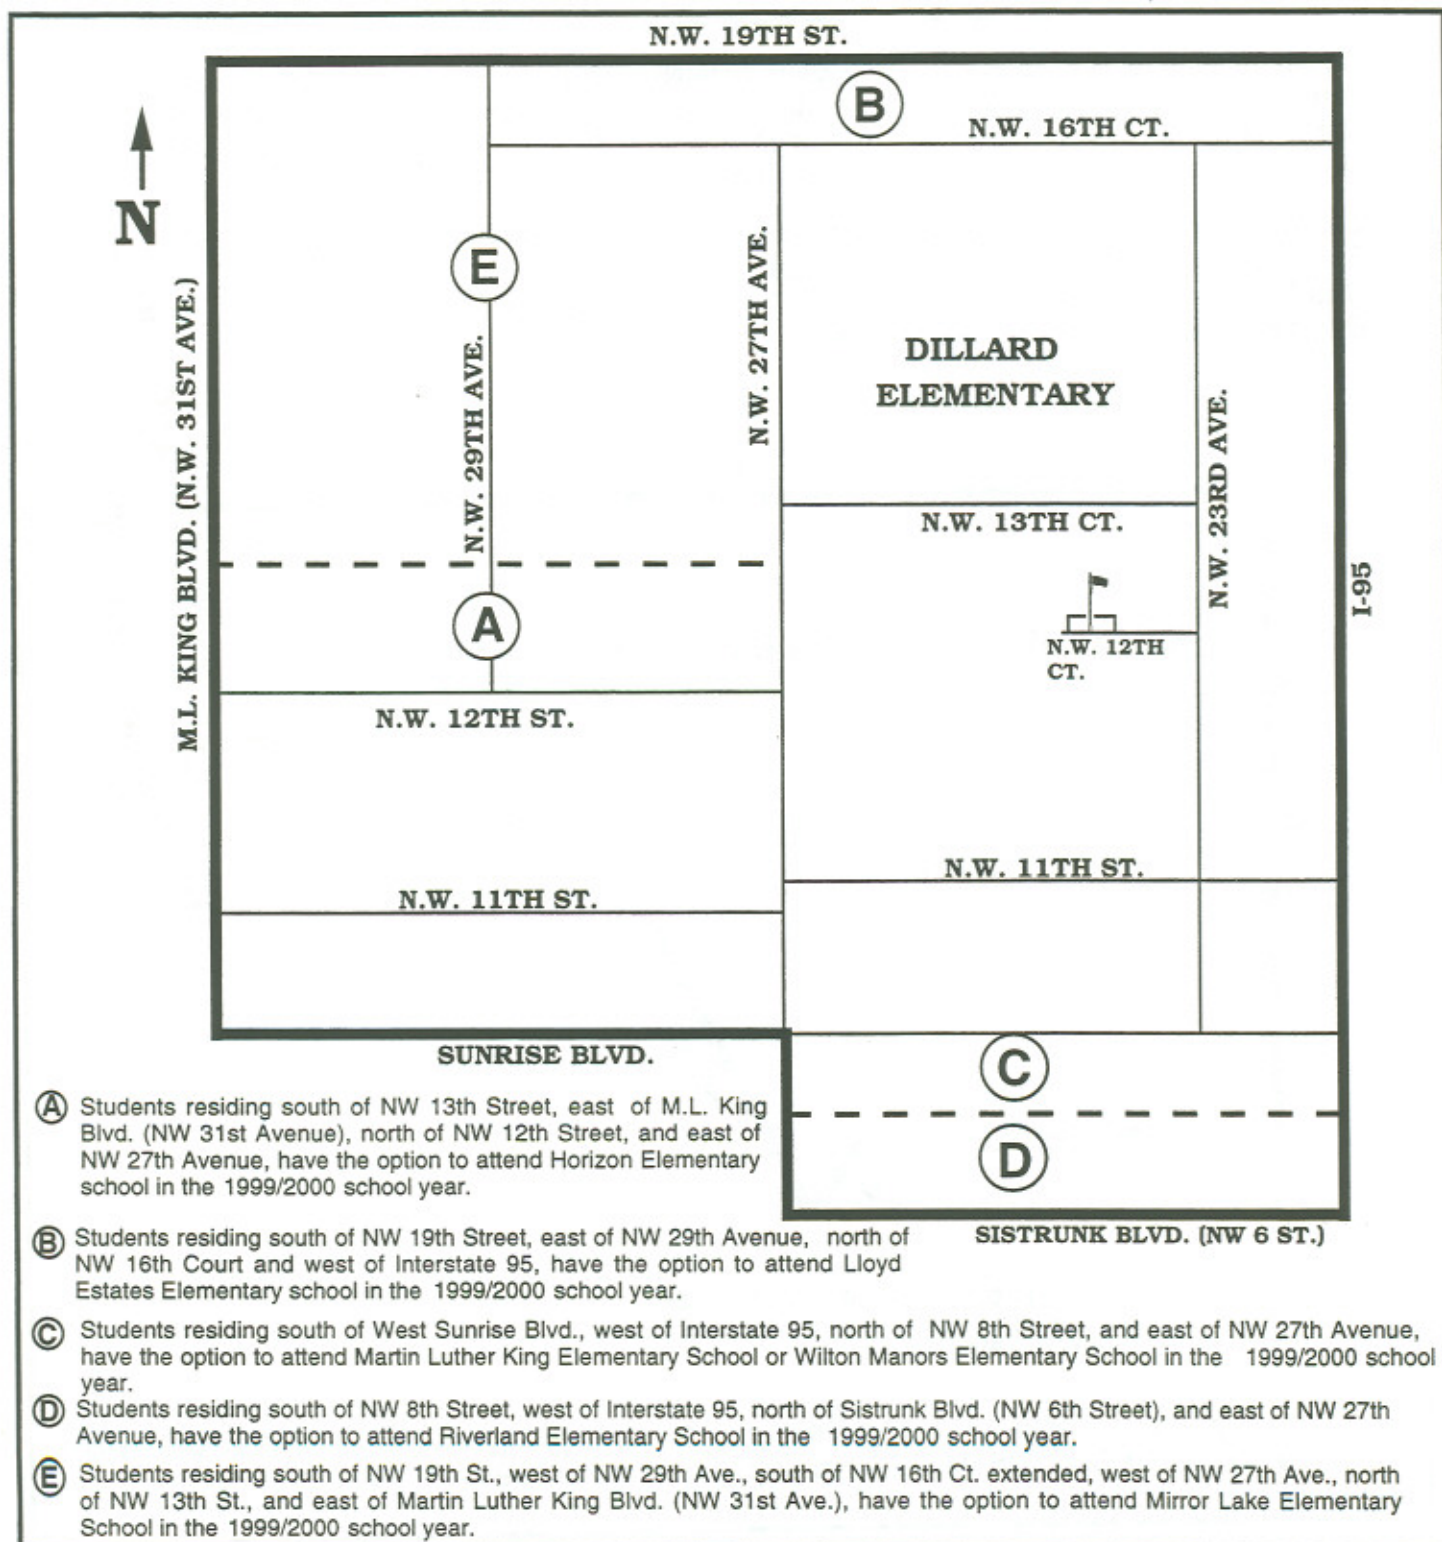 N.W. 19TH ST.
B
N.W. 16TH CT.
N
E
M.L. KING BLVD. (N.W. 31ST AVE.)
N.W. 29TH AVE.
N.W. 27TH AVE.
DILLARD
ELEMENTARY
N.W. 23RD AVE.
I-95
N.W. 13TH CT.
A
N.W. 12TH
CT.
N.W. 12TH ST.
N.W. 11TH ST.
N.W. 11TH ST.
SUNRISE BLVD.
C
D
SISTRUNK BLVD. (NW 6 ST.)
A Students residing south of NW 13th Street, east of M.L. King
Blvd. (NW 31st Avenue), north of NW 12th Street, and east of
NW 27th Avenue, have the option to attend Horizon Elementary
school in the 1999/2000 school year.
B Students residing south of NW 19th Street, east of NW 29th Avenue, north of
NW 16th Court and west of Interstate 95, have the option to attend Lloyd
Estates Elementary school in the 1999/2000 school year.
C Students residing south of West Sunrise Blvd., west of Interstate 95, north of NW 8th Street, and east of NW 27th Avenue,
have the option to attend Martin Luther King Elementary School or Wilton Manors Elementary School in the 1999/2000 school
year.
D Students residing south of NW 8th Street, west of Interstate 95, north of Sistrunk Blvd. (NW 6th Street), and east of NW 27th
Avenue, have the option to attend Riverland Elementary School in the 1999/2000 school year.
E Students residing south of NW 19th St., west of NW 29th Ave., south of NW 16th Ct. extended, west of NW 27th Ave., north
of NW 13th St., and east of Martin Luther King Blvd. (NW 31st Ave.), have the option to attend Mirror Lake Elementary
School in the 1999/2000 school year.